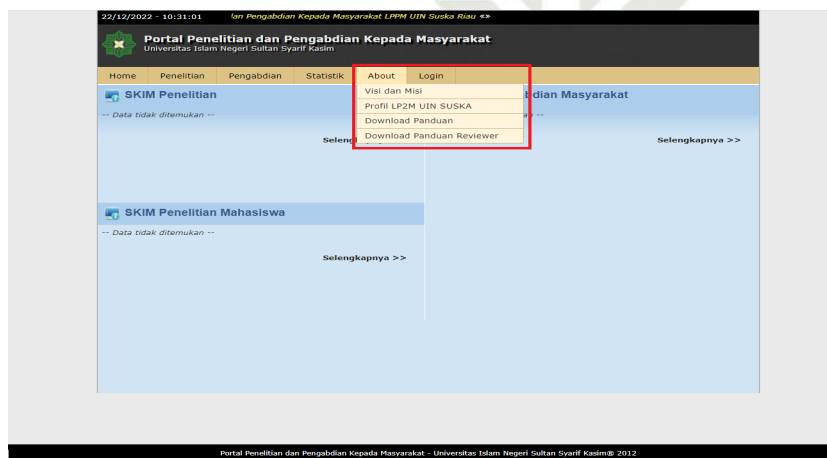 22/12/2022 - 10:31:01 Pengabdian Kepada Masyarakat LPPM UIN Suska Riau <>
Portal Penelitian dan Pengabdian Kepada Masyarakat
Universitas Islam Negeri Sultan Syarif Kasim
Home Penelitian Pengabdian Statistik About Login
SKIM Penelitian
Masyarakat
-- Data tidak ditemukan --
Visi dan Misi
Profil LP2M UIN SUSKA
Download Panduan
Download Panduan Reviewer
Selengkapnya >>
SKIM Penelitian Mahasiswa
-- Data tidak ditemukan --
Selengkapnya >>
Portal Penelitian dan Pengabdian Kepada Masyarakat - Universitas Islam Negeri Sultan Syarif Kasim® 2012